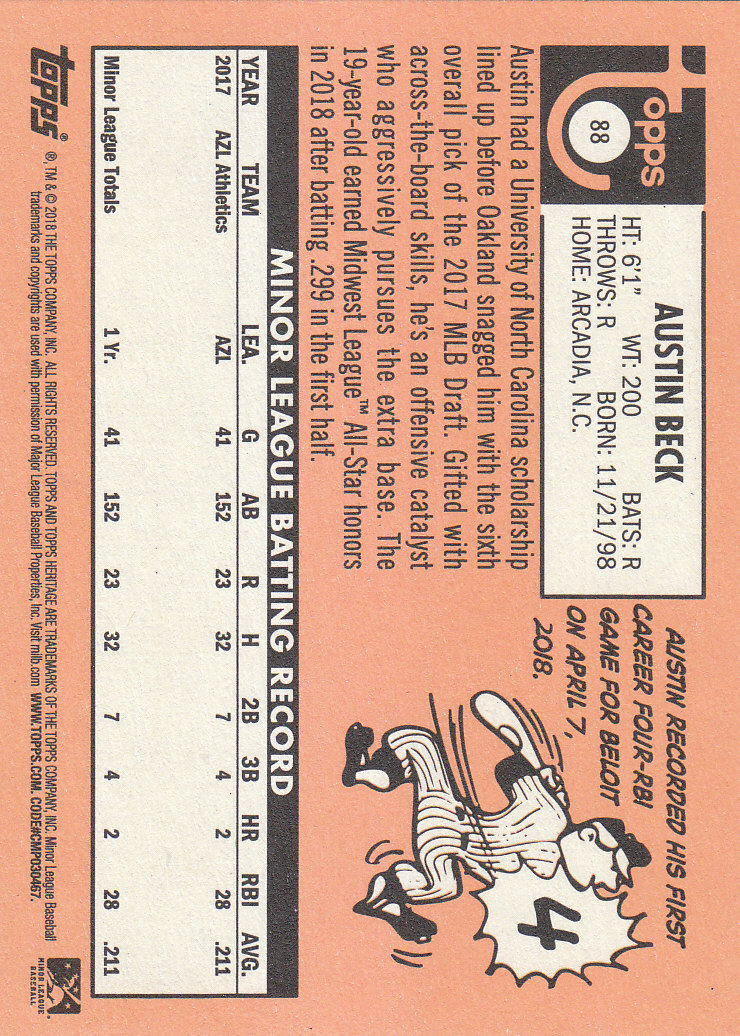 topps
88
AUSTIN BECK
HT: 6'1" WT: 200 BATS: R
THROWS: R BORN: 11/21/98
HOME: ARCADIA, N.C.
AUSTIN RECORDED HIS FIRST
CAREER FOUR-RBI
GAME FOR BELOIT
ON APRIL 7,
2018.
4
Austin had a University of North Carolina scholarship
lined up before Oakland snagged him with the sixth
overall pick of the 2017 MLB Draft. Gifted with
across-the-board skills, he's an offensive catalyst
who aggressively pursues the extra base. The
19-year-old earned Midwest League™ All-Star honors
in 2018 after batting .299 in the first half.
MINOR LEAGUE BATTING RECORD
YEAR TEAM LEA. G AB R H 2B 3B HR RBI AVG.
2017 AZL Athletics AZL 41 152 23 32 7 4 2 28 .211
Minor League Totals 1 Yr. 41 152 23 32 7 4 2 28 .211
topps®
®, TM & © 2018 THE TOPPS COMPANY, INC. ALL RIGHTS RESERVED. TOPPS AND TOPPS HERITAGE ARE TRADEMARKS OF THE TOPPS COMPANY, INC. Minor League Baseball
trademarks and copyrights are used with permission of Major League Baseball Properties, Inc. Visit milb.com WWW.TOPPS.COM. CODE#CMP030467.
MINOR LEAGUE
BASEBALL